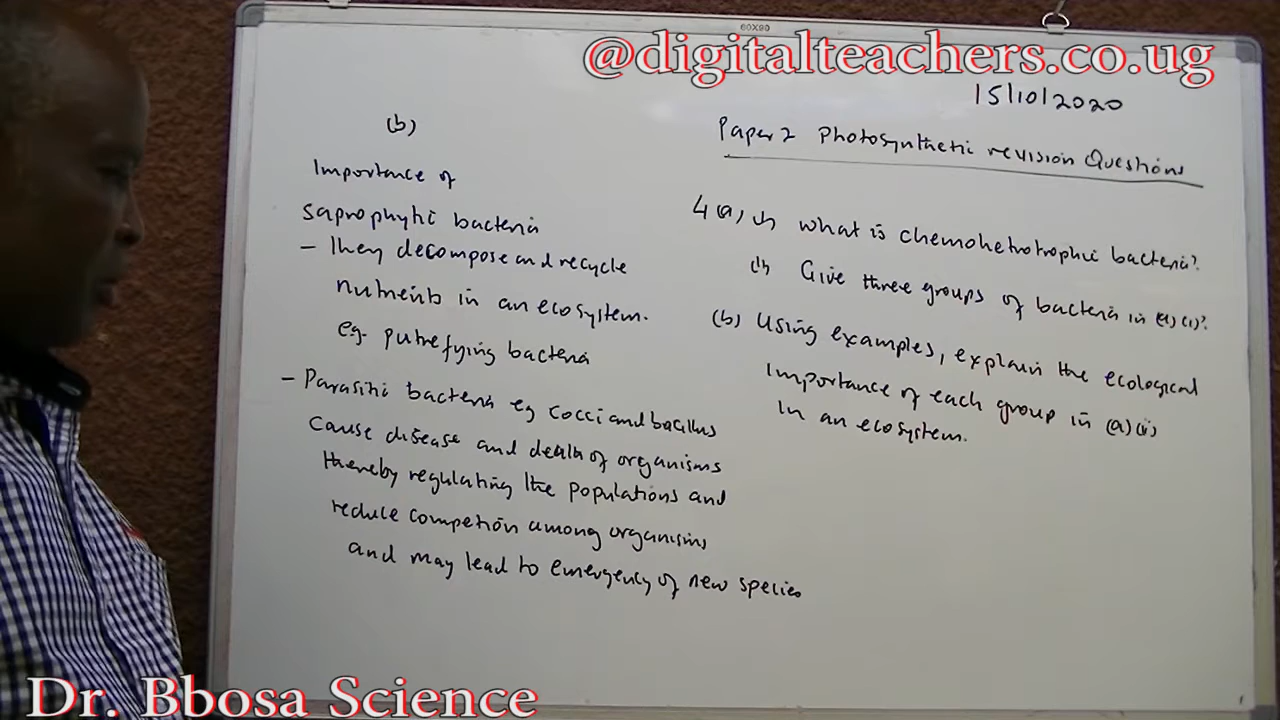 60X90
@digitalteachers.co.ug
15/10/2020
Paper 2 Photosynthetic revision Questions
4(a) (i) what is chemohetrotrophic bacteria?
(ii) Give three groups of bacteria in (a)(i)?
(b) Using examples, explain the ecological
importance of each group in (a)(ii)
in an ecosystem.
(b)
Importance of
saprophytic bacteria
- They decompose and recycle
nutrients in an ecosystem.
e.g. putrefying bacteria
- Parasitic bacteria eg cocci and bacillus
cause disease and death of organisms
thereby regulating the populations and
reduce competion among organisms
and may lead to emergency of new species
Dr. Bbosa Science